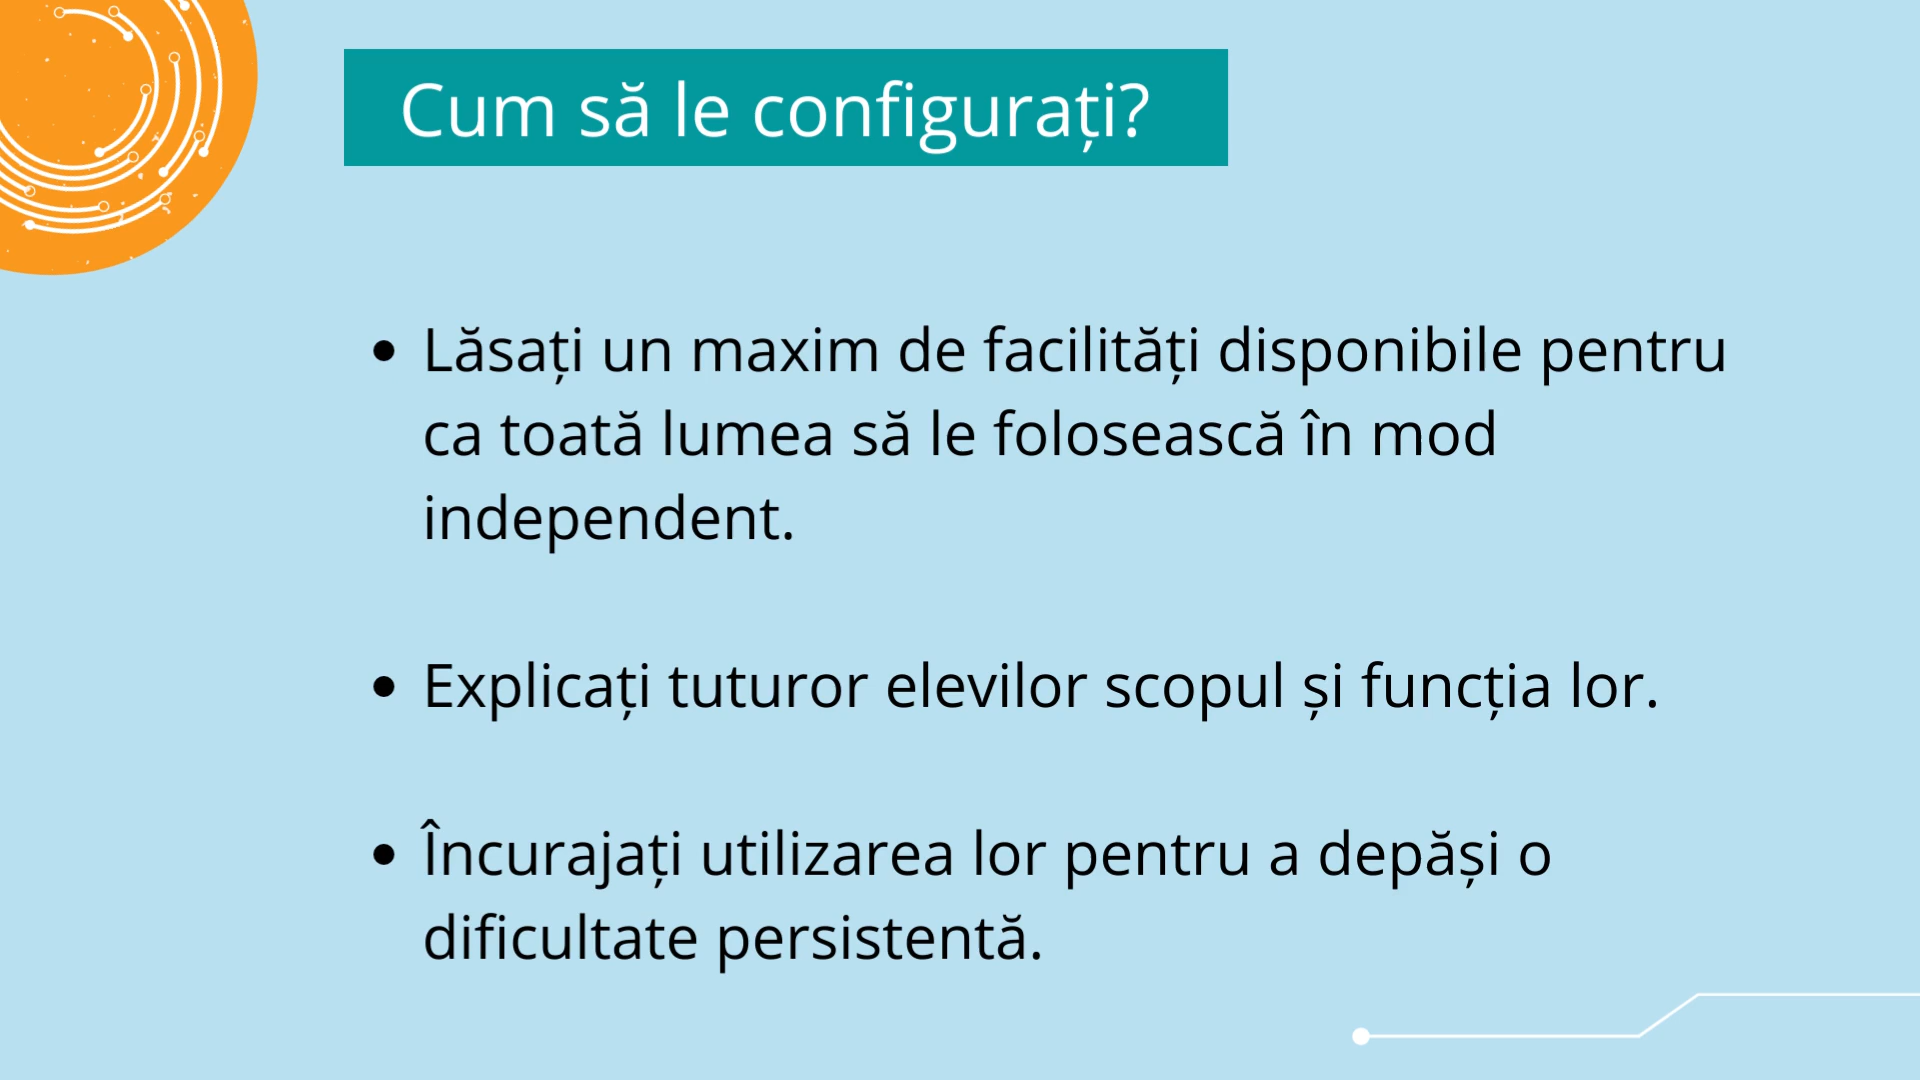 Cum să le configurați?
• Lăsați un maxim de facilități disponibile pentru
ca toată lumea să le folosească în mod
independent.
• Explicați tuturor elevilor scopul și funcția lor.
• Încurajați utilizarea lor pentru a depăși o
dificultate persistentă.